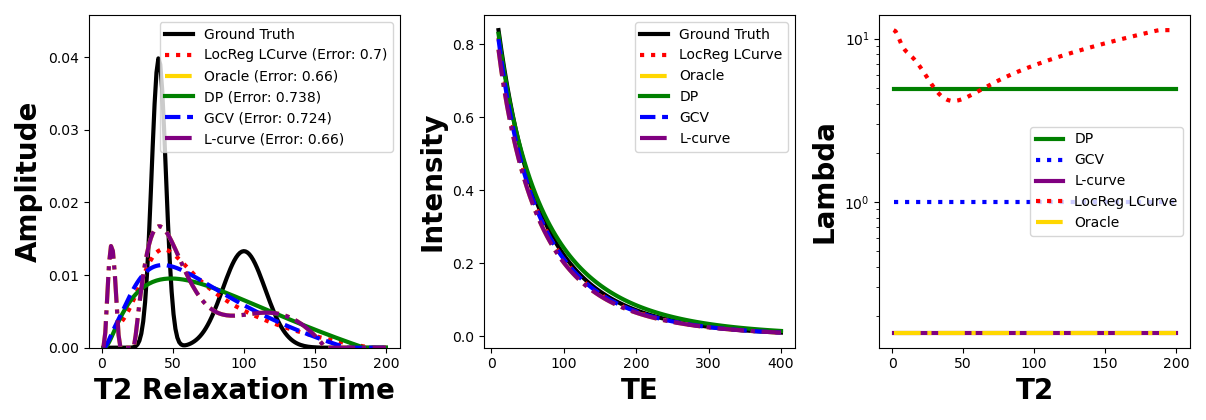 Amplitude
0.04
0.03
0.02
0.01
0.00
0
50
100
150
200
T2 Relaxation Time
Ground Truth
LocReg LCurve (Error: 0.7)
Oracle (Error: 0.66)
DP (Error: 0.738)
GCV (Error: 0.724)
L-curve (Error: 0.66)
Intensity
0.8
0.6
0.4
0.2
0.0
0
100
200
300
400
TE
Ground Truth
LocReg LCurve
Oracle
DP
GCV
L-curve
Lambda
10¹
10⁰
0
50
100
150
200
T2
DP
GCV
L-curve
LocReg LCurve
Oracle